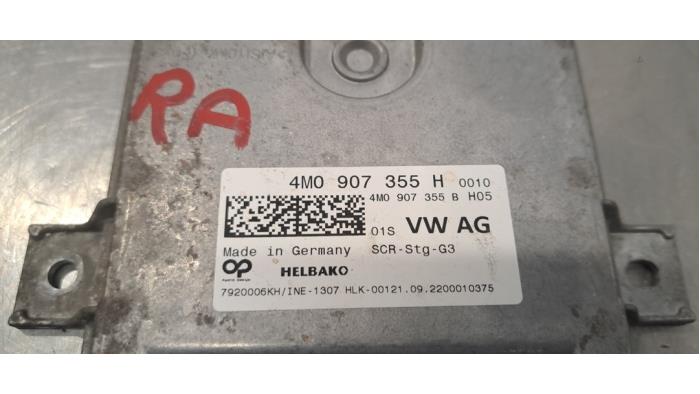 RA
4M0 907 355 H 0010
4M0 907 355 B H05
01S VW AG
Made in Germany SCR-Stg-G3
HELBAKO
7920006KH/INE-1307 HLK-00121.09.2200010375